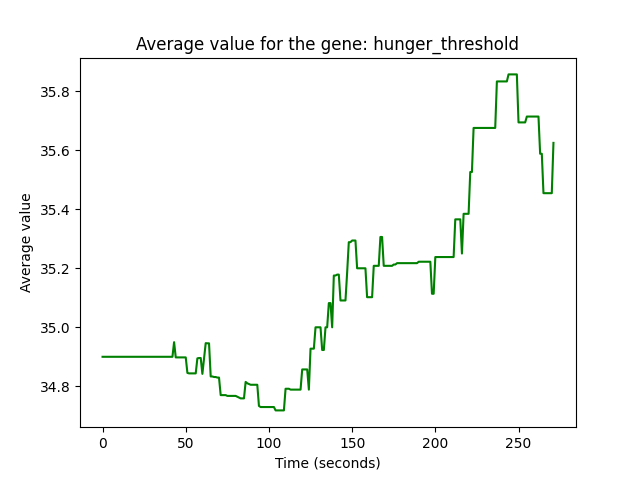 Average value for the gene: hunger_threshold
35.8
35.6
35.4
35.2
35.0
34.8
Average value
0 50 100 150 200 250
Time (seconds)